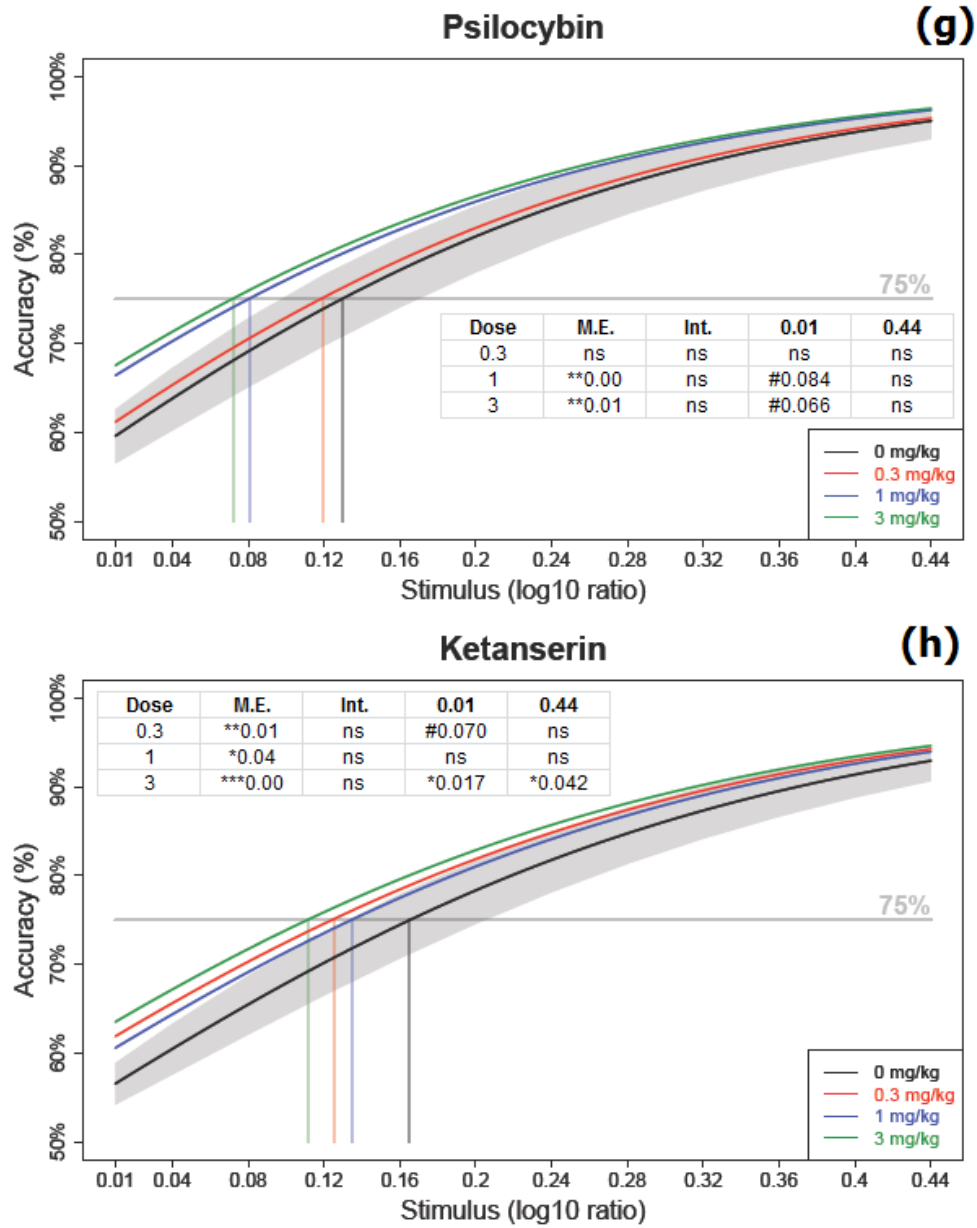 Psilocybin (g)
100%
90%
80%
70%
60%
50%
Accuracy (%)
75%
Dose M.E. Int. 0.01 0.44
0.3 ns ns ns ns
1 **0.00 ns #0.084 ns
3 **0.01 ns #0.066 ns
0 mg/kg
0.3 mg/kg
1 mg/kg
3 mg/kg
0.01 0.04 0.08 0.12 0.16 0.2 0.24 0.28 0.32 0.36 0.4 0.44
Stimulus (log10 ratio)
Ketanserin (h)
100%
90%
80%
70%
60%
50%
Accuracy (%)
Dose M.E. Int. 0.01 0.44
0.3 **0.01 ns #0.070 ns
1 *0.04 ns ns ns
3 ***0.00 ns *0.017 *0.042
75%
0 mg/kg
0.3 mg/kg
1 mg/kg
3 mg/kg
0.01 0.04 0.08 0.12 0.16 0.2 0.24 0.28 0.32 0.36 0.4 0.44
Stimulus (log10 ratio)